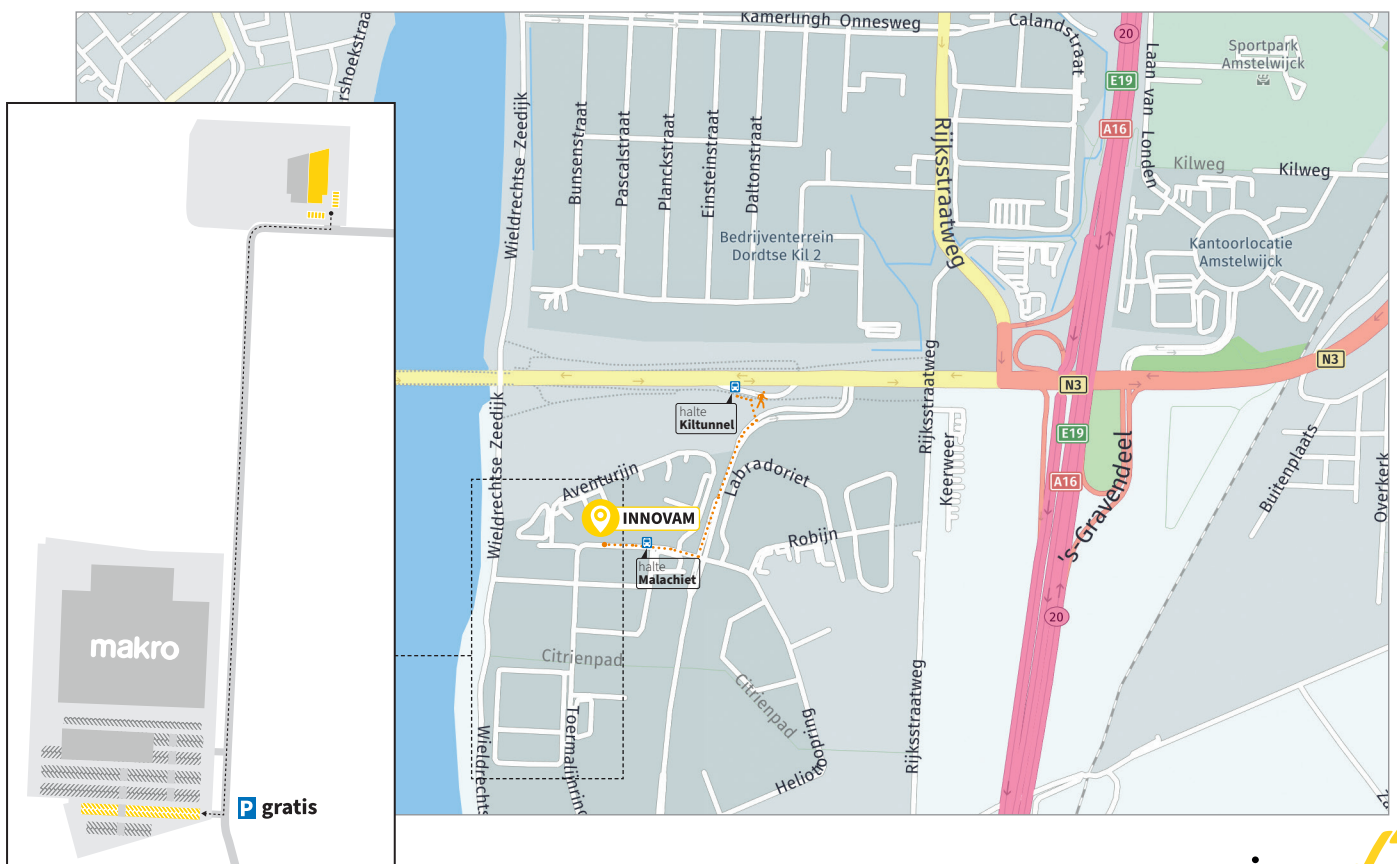 Kamerlingh Onnesweg
Calandstraat
20
E19
A16
Laan van Londen
Sportpark
Amstelwijck
Kilweg
Kilweg
Wieldrechtse Zeedijk
Bunsenstraat
Pascalstraat
Planckstraat
Einsteinstraat
Daltonstraat
Rijksstraatweg
Bedrijventerrein
Dordtse Kil 2
Kantoorlocatie
Amstelwijck
N3
N3
halte
Kiltunnel
Rijksstraatweg
Wieldrechtse Zeedijk
Aventurijn
Labradoriet
Keerweer
E19
A16
's-Gravendeel
Buitenplaats
Overkerk
INNOVAM
Robijn
halte
Malachiet
20
makro
Citrienpad
Citrienpad
Rijksstraatweg
Toermalijnring
Heliotroopring
Wieldrechts
P gratis